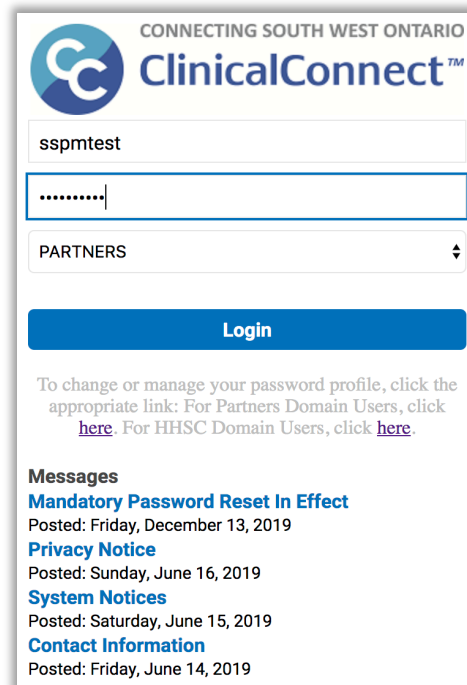 CONNECTING SOUTH WEST ONTARIO
CC
ClinicalConnect™
sspmtest
••••••••••
PARTNERS
Login
To change or manage your password profile, click the
appropriate link: For Partners Domain Users, click
here. For HHSC Domain Users, click here.
Messages
Mandatory Password Reset In Effect
Posted: Friday, December 13, 2019
Privacy Notice
Posted: Sunday, June 16, 2019
System Notices
Posted: Saturday, June 15, 2019
Contact Information
Posted: Friday, June 14, 2019